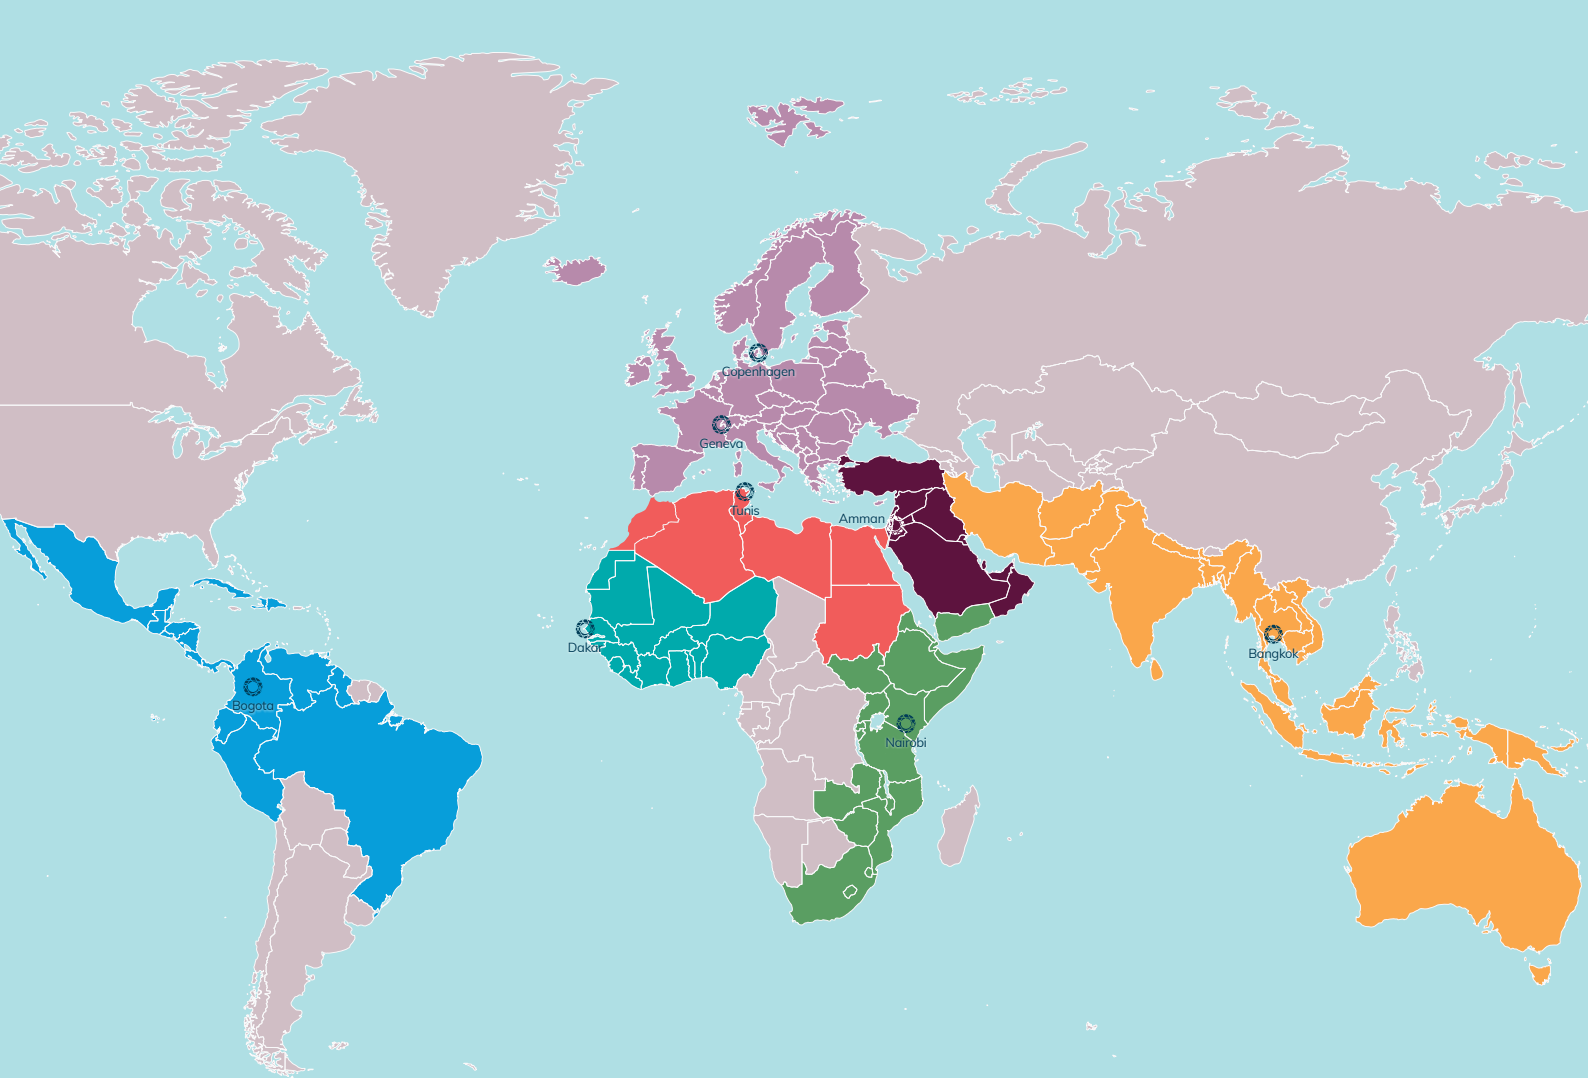 Copenhagen
Geneva
Tunis
Amman
Dakar
Bangkok
Bogota
Nairobi